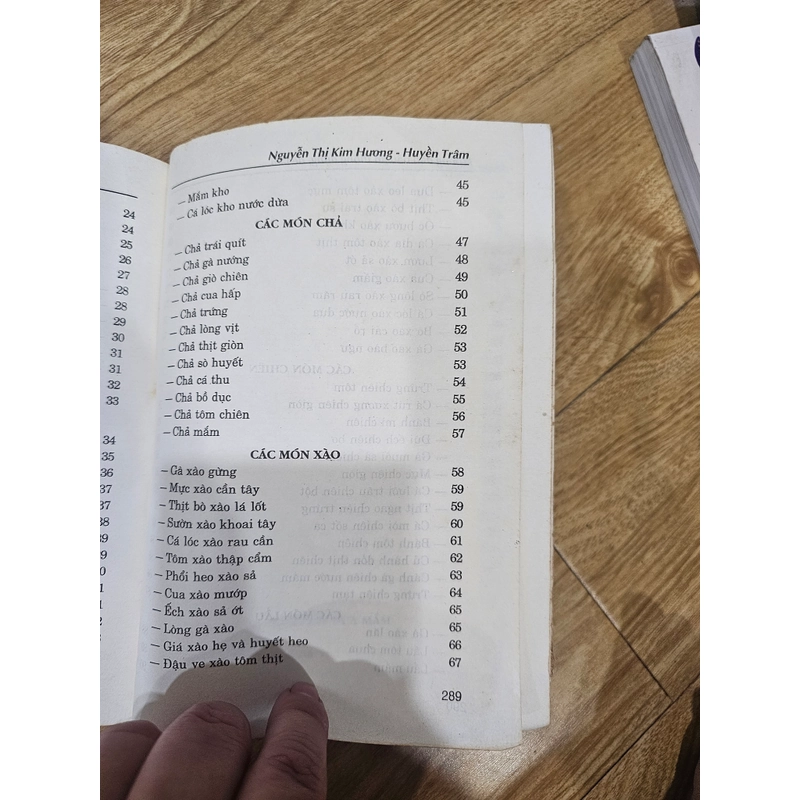 Nguyễn Thị Kim Hương - Huyền Trâm
— Mắm kho 45
— Cá lóc kho nước dừa 45
CÁC MÓN CHẢ
— Chả trái quít 47
— Chả gà nướng 48
— Chả giò chiên 49
— Chả cua hấp 50
— Chả trứng 51
— Chả lòng vịt 52
— Chả thịt giòn 53
— Chả sò huyết 53
— Chả cá thu 54
— Chả bồ dục 55
— Chả tôm chiên 56
— Chả mắm 57
CÁC MÓN XÀO
— Gà xào gừng 58
— Mực xào cần tây 59
— Thịt bò xào lá lốt 59
— Sườn xào khoai tây 60
— Cá lóc xào rau cần 61
— Tôm xào thập cẩm 62
— Phổi heo xào sả 63
— Cua xào mướp 64
— Ếch xào sả ớt 65
— Lòng gà xào 65
— Giá xào hẹ và huyết heo 66
— Đậu ve xào tôm thịt 67
289
24
24
25
26
27
28
28
29
30
31
31
32
33
34
35
36
37
37
38
39